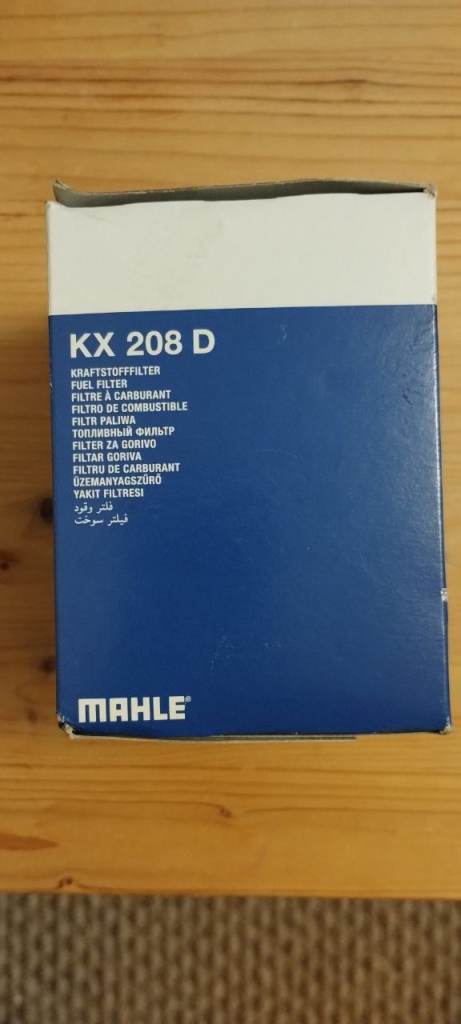 KX 208 D
KRAFTSTOFFFILTER
FUEL FILTER
FILTRE À CARBURANT
FILTRO DE COMBUSTIBLE
FILTR PALIWA
ТОПЛИВНЫЙ ФИЛЬТР
FILTER ZA GORIVO
FILTAR GORIVA
FILTRU DE CARBURANT
ÜZEMANYAGSZŰRŐ
YAKIT FILTRESI
فلتر وقود
فیلتر سوخت
MAHLE®